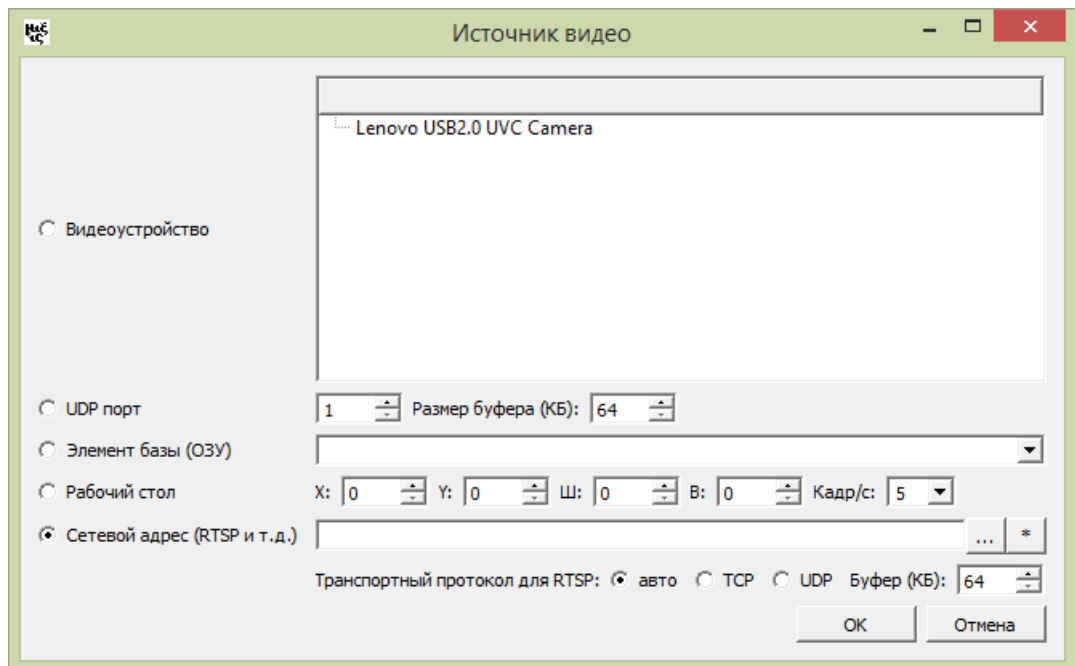 Источник видео
Lenovo USB2.0 UVC Camera
Видеоустройство
UDP порт 1 Размер буфера (КБ): 64
Элемент базы (ОЗУ)
Рабочий стол X: 0 Y: 0 Ш: 0 В: 0 Кадр/с: 5
Сетевой адрес (RTSP и т.д.) ... *
Транспортный протокол для RTSP: авто TCP UDP Буфер (КБ): 64
OK Отмена